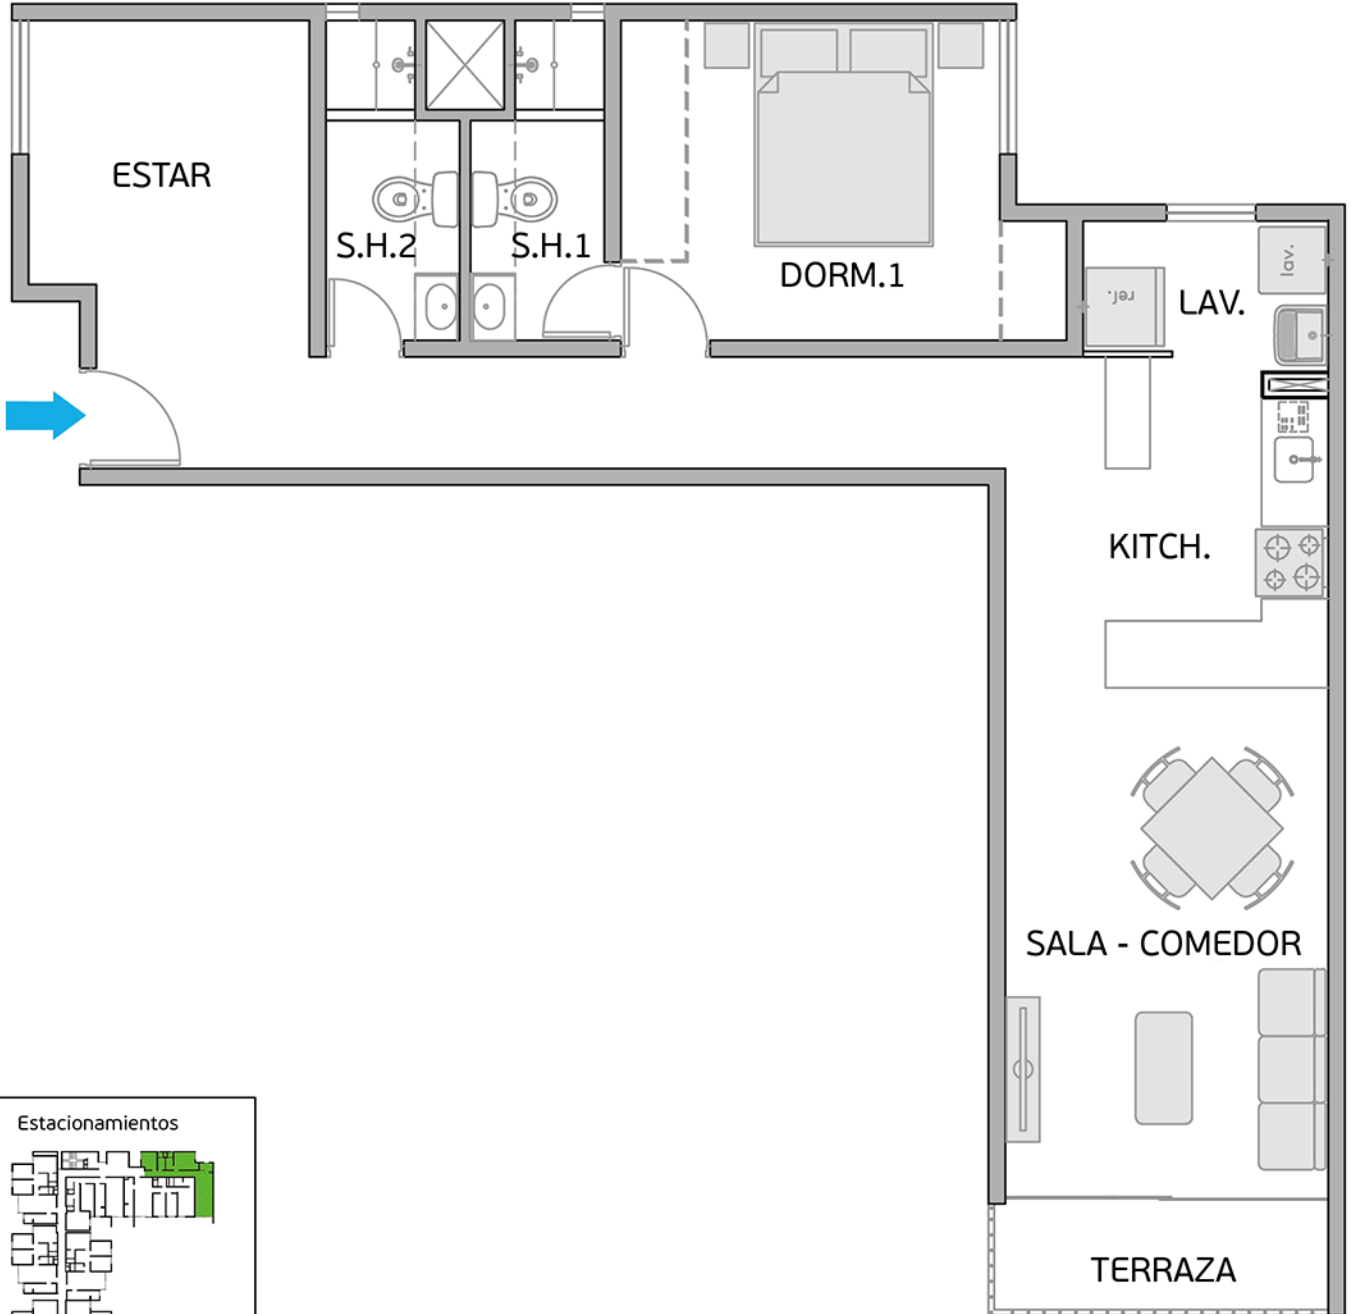 ESTAR
S.H.2
S.H.1
DORM.1
ref.
LAV.
lav.
KITCH.
SALA - COMEDOR
TERRAZA
Estacionamientos